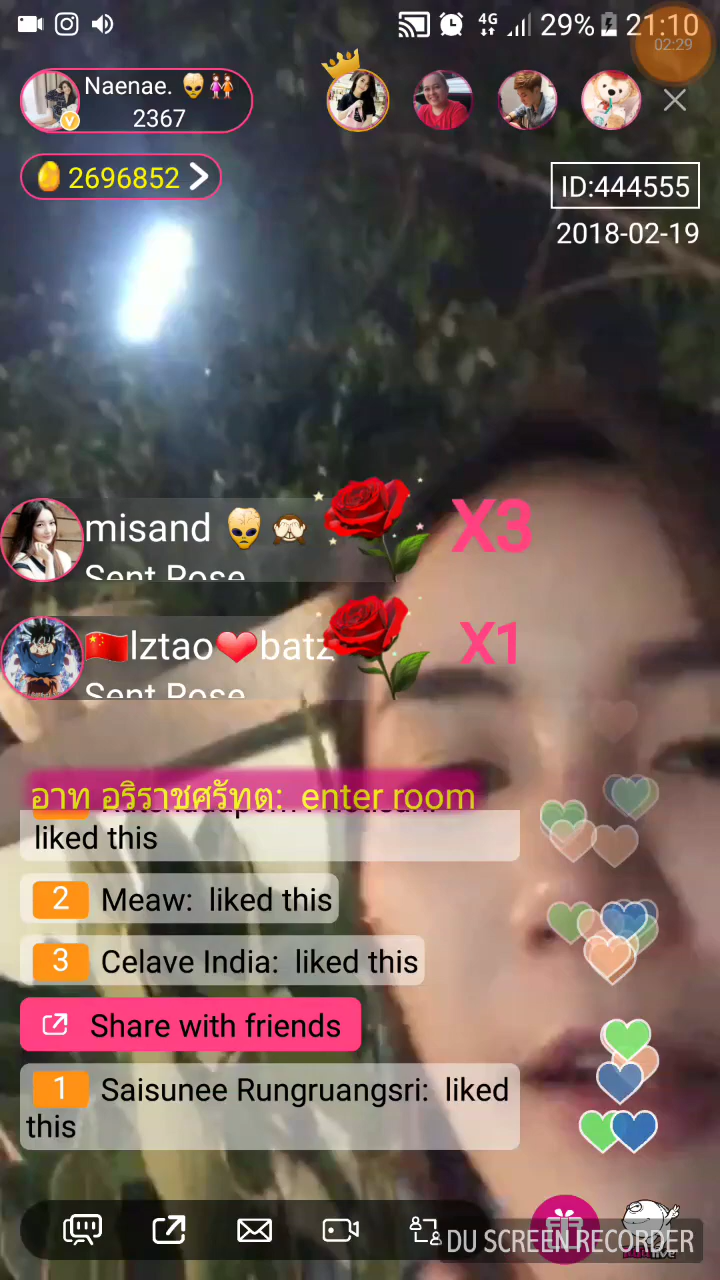 4G 29% 21:10
02:29
Naenae. 👽👭
2367
2696852
ID:444555
2018-02-19
misand 👽🙈 X3
Sent Rose
🇨🇳lztao❤️batz X1
Sent Rose
อาท อริราชศรัทต: enter room
liked this
2 Meaw: liked this
3 Celave India: liked this
Share with friends
1 Saisunee Rungruangsri: liked
this
DU SCREEN RECORDER